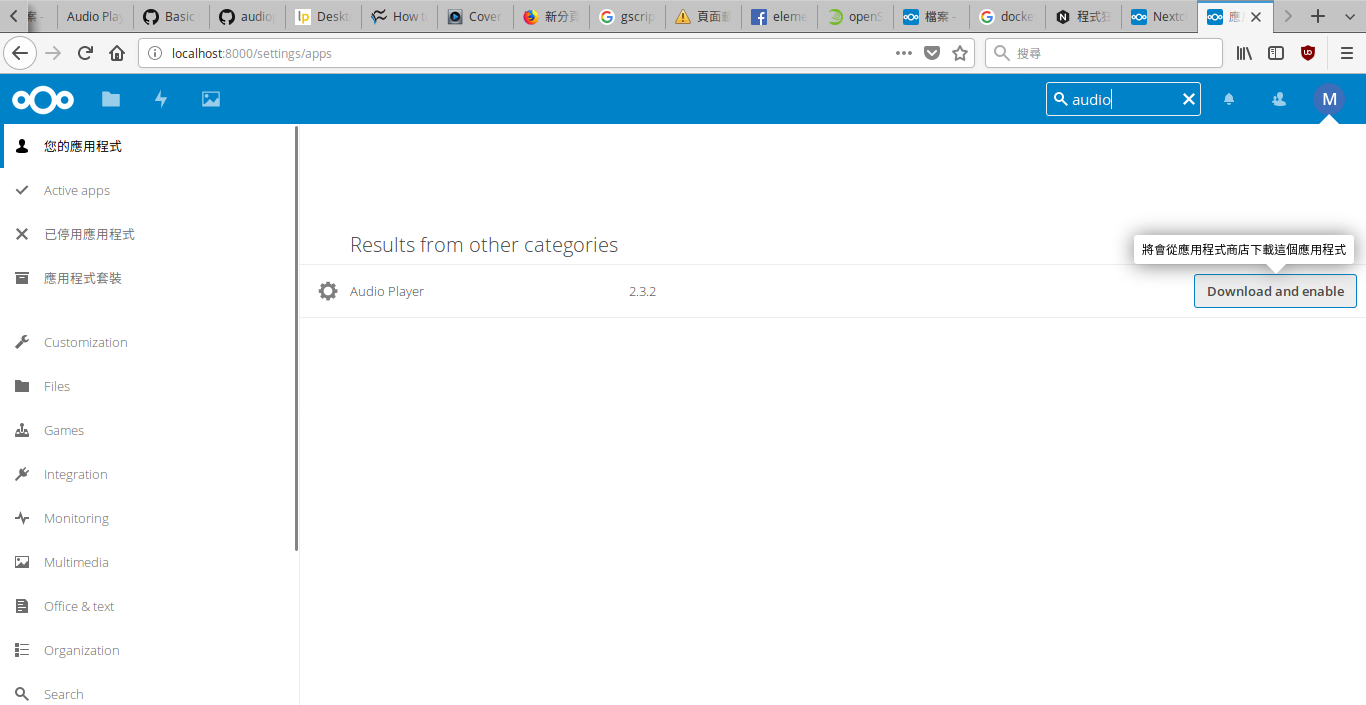 案 -
Audio Play
Basic
audiop
lp Deskt
How t
Cover
新分頁
gscrip
頁面載
f eleme
openS
檔案 -
docke
N 程式狂
Nextc
應用
localhost:8000/settings/apps
搜尋
audio
M
您的應用程式
Active apps
已停用應用程式
應用程式套裝
Customization
Files
Games
Integration
Monitoring
Multimedia
Office & text
Organization
Search
Results from other categories
將會從應用程式商店下載這個應用程式
Audio Player
2.3.2
Download and enable